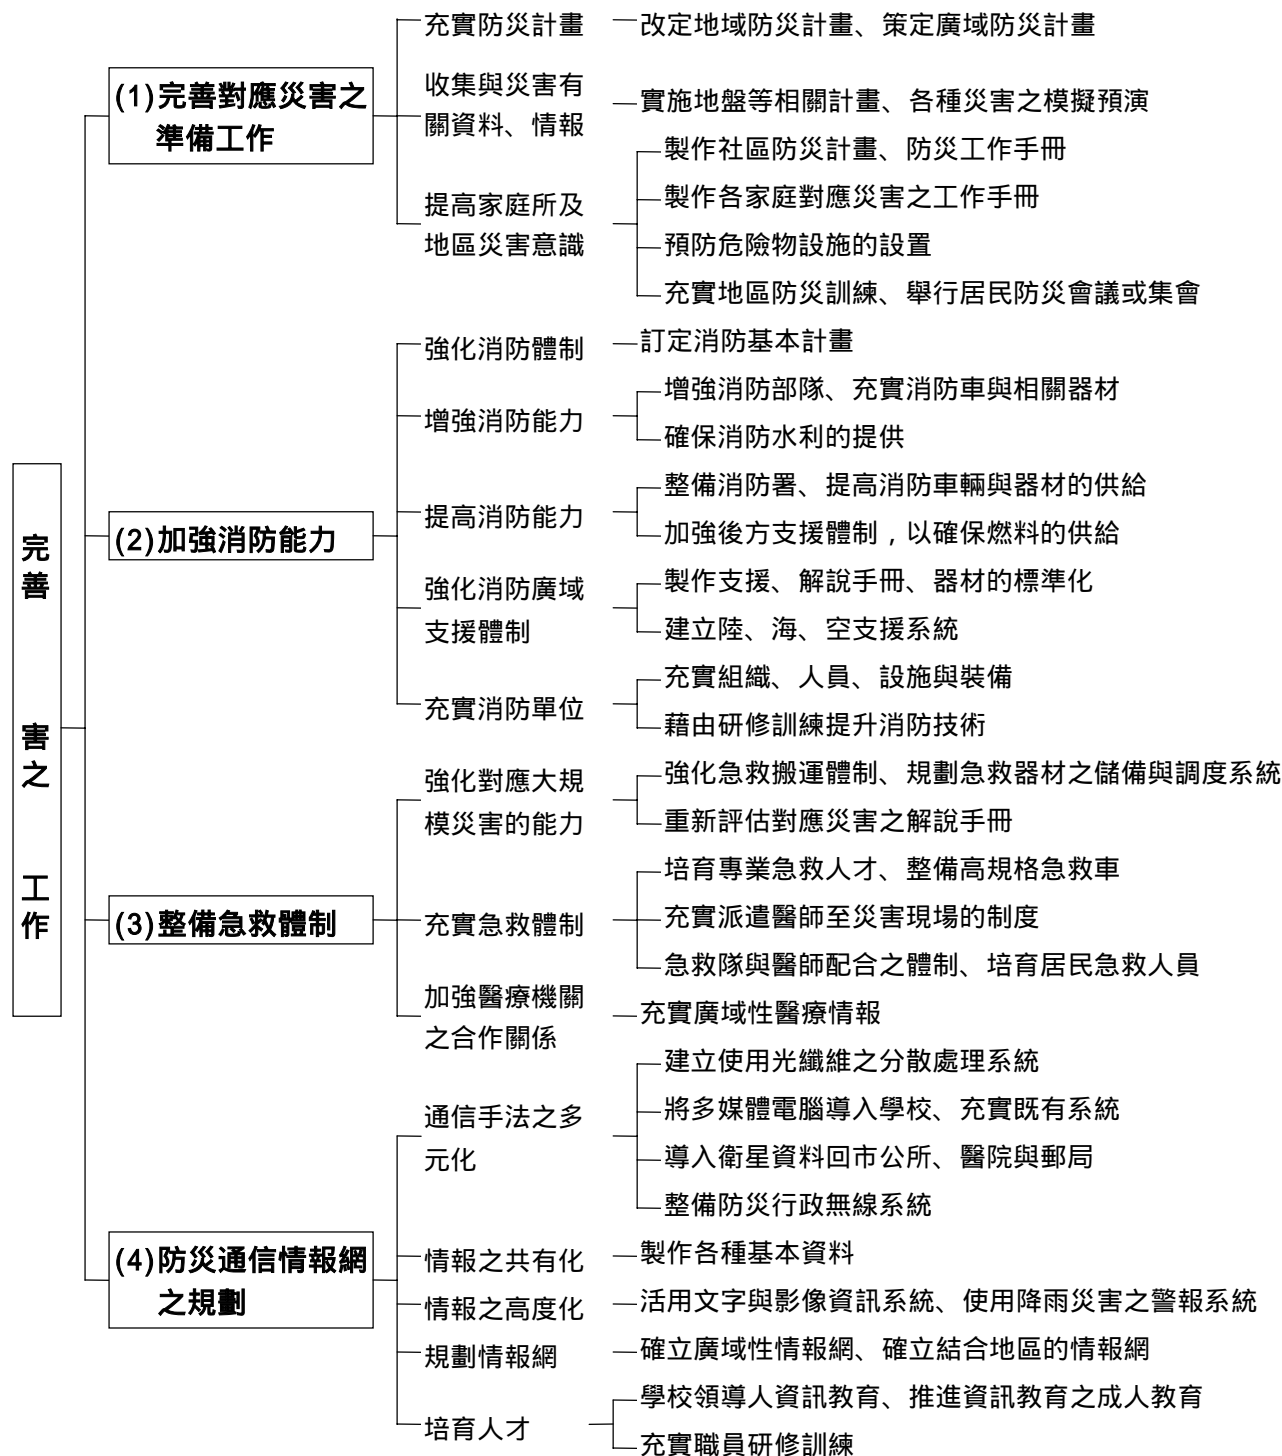 完善 害之 工作
(1)完善對應災害之
準備工作
充實防災計畫
改定地域防災計畫、策定廣域防災計畫
收集與災害有
關資料、情報
實施地盤等相關計畫、各種災害之模擬預演
提高家庭所及
地區災害意識
製作社區防災計畫、防災工作手冊
製作各家庭對應災害之工作手冊
預防危險物設施的設置
充實地區防災訓練、舉行居民防災會議或集會
(2)加強消防能力
強化消防體制
訂定消防基本計畫
增強消防能力
增強消防部隊、充實消防車與相關器材
確保消防水利的提供
提高消防能力
整備消防署、提高消防車輛與器材的供給
加強後方支援體制，以確保燃料的供給
強化消防廣域
支援體制
製作支援、解說手冊、器材的標準化
建立陸、海、空支援系統
充實消防單位
充實組織、人員、設施與裝備
藉由研修訓練提升消防技術
(3)整備急救體制
強化對應大規
模災害的能力
強化急救搬運體制、規劃急救器材之儲備與調度系統
重新評估對應災害之解說手冊
充實急救體制
培育專業急救人才、整備高規格急救車
充實派遣醫師至災害現場的制度
急救隊與醫師配合之體制、培育居民急救人員
加強醫療機關
之合作關係
充實廣域性醫療情報
(4)防災通信情報網
之規劃
通信手法之多
元化
建立使用光纖維之分散處理系統
將多媒體電腦導入學校、充實既有系統
導入衛星資料回市公所、醫院與郵局
整備防災行政無線系統
情報之共有化
製作各種基本資料
情報之高度化
活用文字與影像資訊系統、使用降雨災害之警報系統
規劃情報網
確立廣域性情報網、確立結合地區的情報網
培育人才
學校領導人資訊教育、推進資訊教育之成人教育
充實職員研修訓練